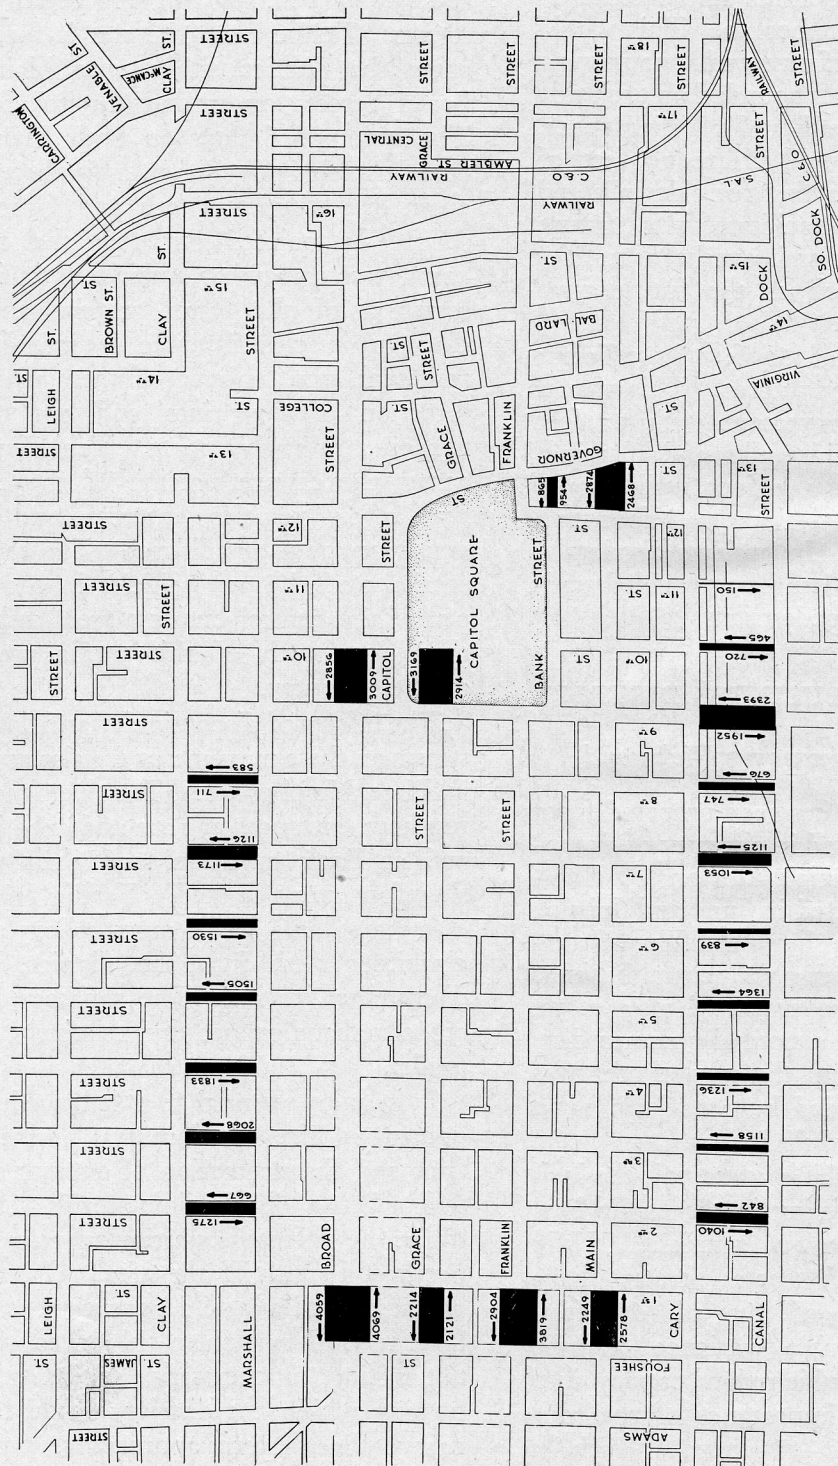 ST
VENABLE
CARRINGTON
McCANCE
CLAY
ST.
STREET
STREET
STREET
STREET
18TH
STREET
RAILWAY
STREET
STREET
CENTRAL
GRACE
AMBLER ST.
RAILWAY
C. & O.
RAILWAY
17TH
STREET
S.A.L.
C. & O
SO. DOCK
STREET
ST.
16TH
ST.
BROWN ST.
ST.
CLAY
15TH
STREET
ST.
15TH
DOCK
BAL-LARD
ST.
STREET
14TH
VIRGINIA
ST.
LEIGH
14TH
ST.
COLLEGE
STREET
ST.
GRACE
FRANKLIN
GOVERNOR
ST.
STREET
13TH
865
954
2874
2468
ST.
13TH
STREET
ST
STREET
12TH
STREET
CAPITOL SQUARE
STREET
ST.
12TH
STREET
STREET
11TH
ST.
11TH
150
465
STREET
STREET
10TH
2856
3009
CAPITOL
3169
2914
BANK
ST.
10TH
720
2393
STREET
583
9TH
1952
676
STREET
711
1126
STREET
STREET
8TH
747
1125
STREET
1173
7TH
1053
STREET
1530
1505
6TH
839
1364
STREET
5TH
STREET
1833
2068
4TH
1236
1158
STREET
667
3RD
842
STREET
1275
BROAD
GRACE
FRANKLIN
MAIN
2ND
1040
LEIGH
ST.
CLAY
MARSHALL
4059
4069
2214
2121
2904
3819
2249
2578
1ST
CARY
CANAL
ST.
JAMES
ST.
ST
FOUSHEE
STREET
ADAMS